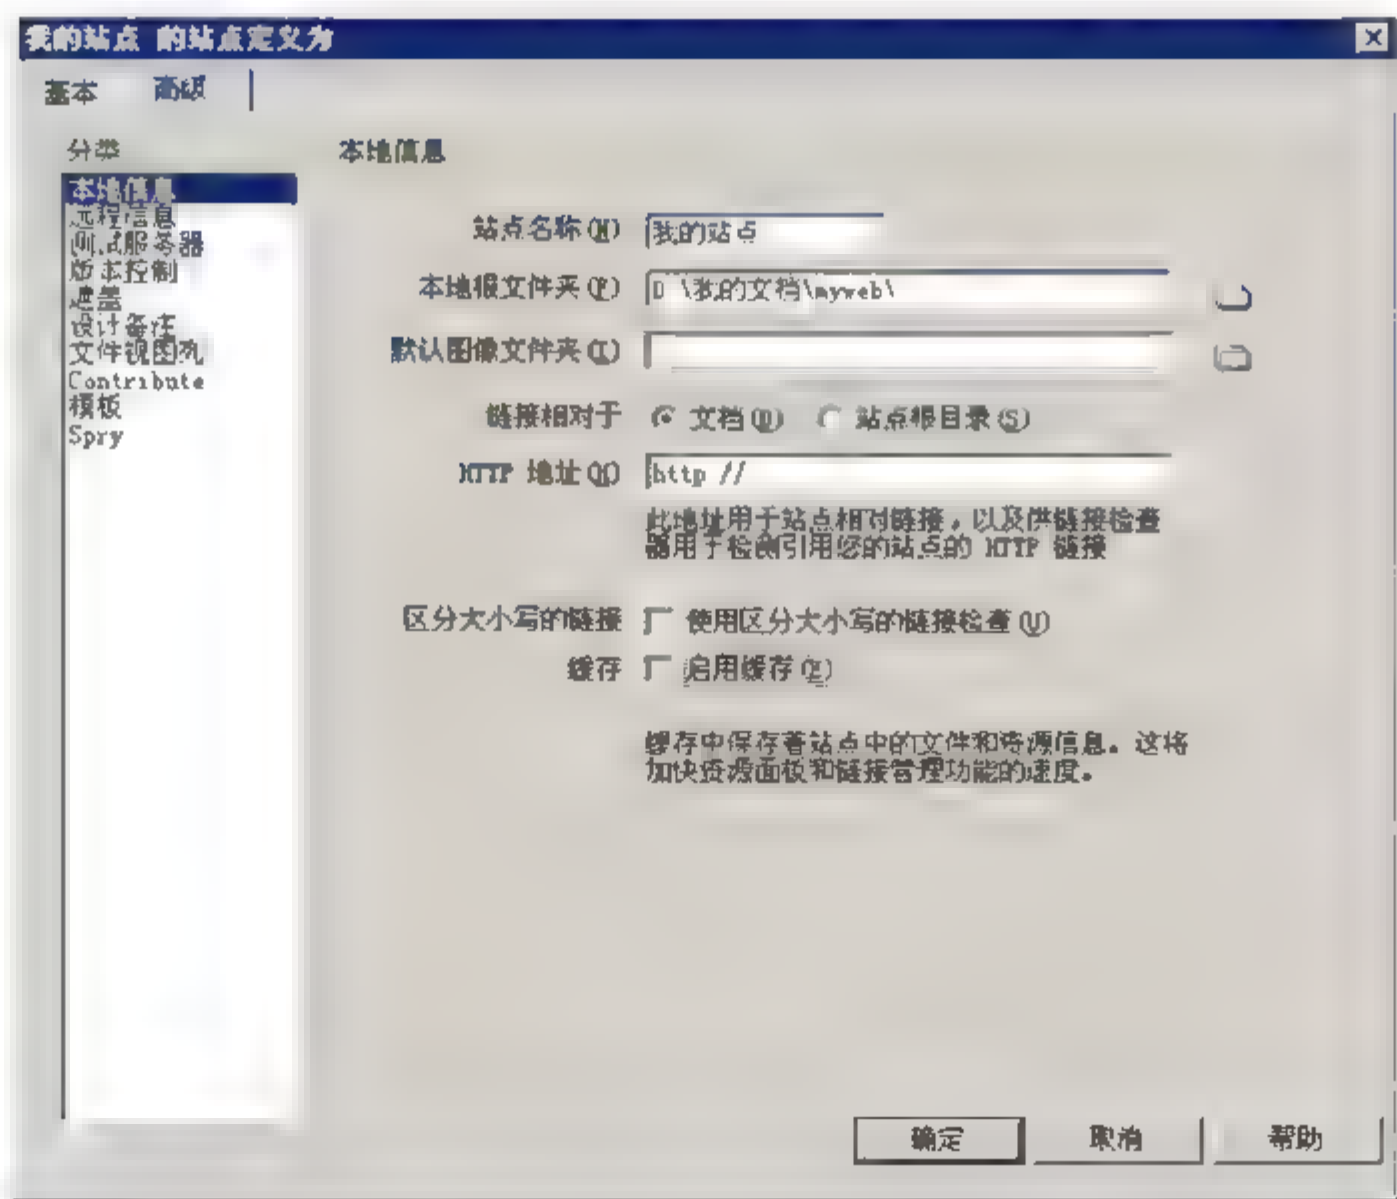 我的站点 的站点定义为
基本 高级
分类
本地信息
远程信息
测试服务器
版本控制
遮盖
设计备注
文件视图列
Contribute
模板
Spry
本地信息
站点名称(N) 我的站点
本地根文件夹(F) D \我的文档\myweb\
默认图像文件夹(I)
链接相对于 文档(D) 站点根目录(S)
HTTP 地址(H) http //
此地址用于站点相对链接，以及供链接检查
器用于检测引用您的站点的 HTTP 链接
区分大小写的链接 使用区分大小写的链接检查(U)
缓存 启用缓存(E)
缓存中保存着站点中的文件和资源信息。这将
加快资源面板和链接管理功能的速度。
确定 取消 帮助